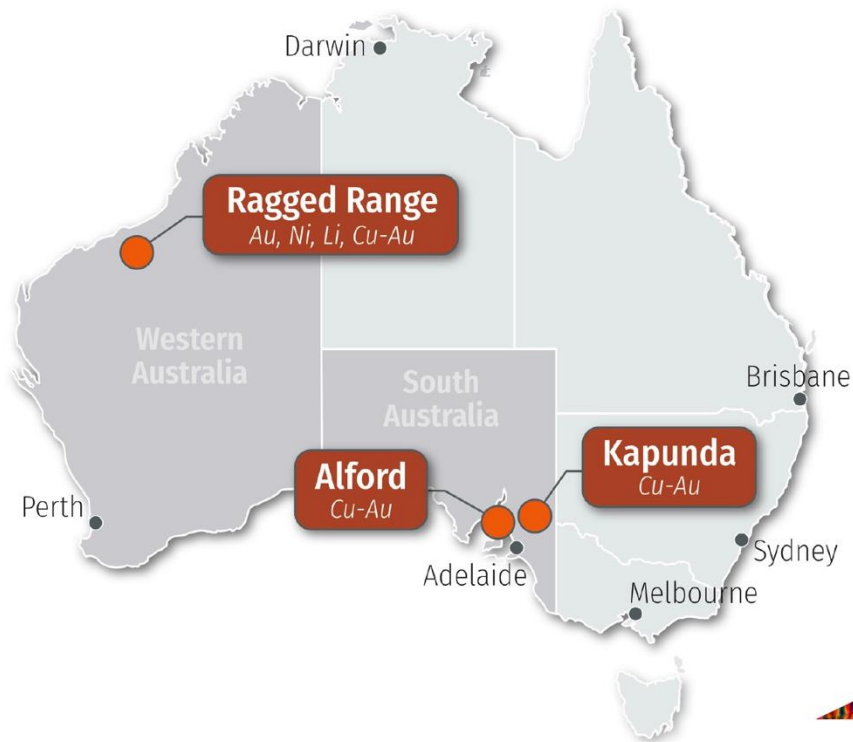 Darwin
Ragged Range
Au, Ni, Li, Cu-Au
Western
Australia
South
Australia
Brisbane
Alford
Cu-Au
Kapunda
Cu-Au
Perth
Adelaide
Sydney
Melbourne